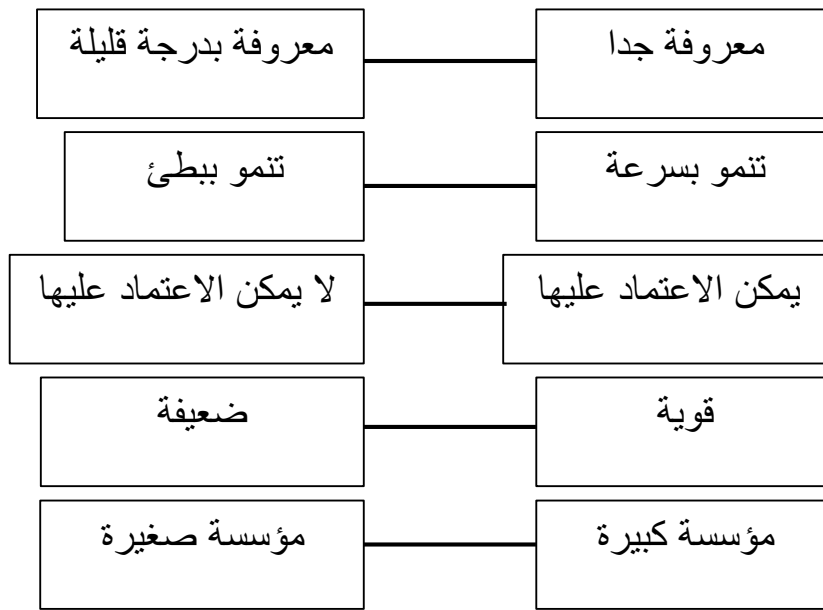 معروفة جدا
معروفة بدرجة قليلة
تنمو بسرعة
تنمو ببطئ
يمكن الاعتماد عليها
لا يمكن الاعتماد عليها
قوية
ضعيفة
مؤسسة كبيرة
مؤسسة صغيرة